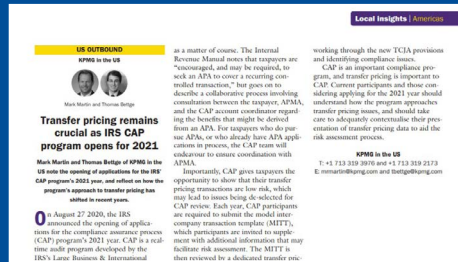 Local Insights | Americas
US OUTBOUND
KPMG in the US
Mark Martin and Thomas Bettge
Transfer pricing remains
crucial as IRS CAP
program opens for 2021
Mark Martin and Thomas Bettge of KPMG in the
US note the opening of applications for the IRS'
CAP program's 2021 year, and reflect on how the
program's approach to transfer pricing has
shifted in recent years.
On August 27 2020, the IRS
announced the opening of applica-
tions for the compliance assurance process
(CAP) program's 2021 year. CAP is a real-
time audit program developed by the
IRS's Large Business & International
as a matter of course. The Internal
Revenue Manual notes that taxpayers are
"encouraged, and may be required, to
seek an APA to cover a recurring con-
trolled transaction," but goes on to
describe a collaborative process involving
consultation between the taxpayer, APMA,
and the CAP account coordinator regard-
ing the benefits that might be derived
from an APA. For taxpayers who do pur-
sue APAs, or who already have APA appli-
cations in process, the CAP team will
endeavour to ensure coordination with
APMA.
Importantly, CAP gives taxpayers the
opportunity to show that their transfer
pricing transactions are low risk, which
may lead to issues being de-selected for
CAP review. Each year, CAP participants
are required to submit the model inter-
company transaction template (MITT),
which participants are invited to supple-
ment with additional information that may
facilitate risk assessment. The MITT is
then reviewed by a dedicated transfer pric-
working through the new TCJA provisions
and identifying compliance issues.
CAP is an important compliance pro-
gram, and transfer pricing is important to
CAP. Current participants and those con-
sidering applying for the 2021 year should
understand how the program approaches
transfer pricing issues, and should take
care to adequately contextualise their pres-
entation of transfer pricing data to aid the
risk assessment process.
KPMG in the US
T: +1 713 319 3976 and +1 713 319 2173
E: mmartin@kpmg.com and tbettge@kpmg.com